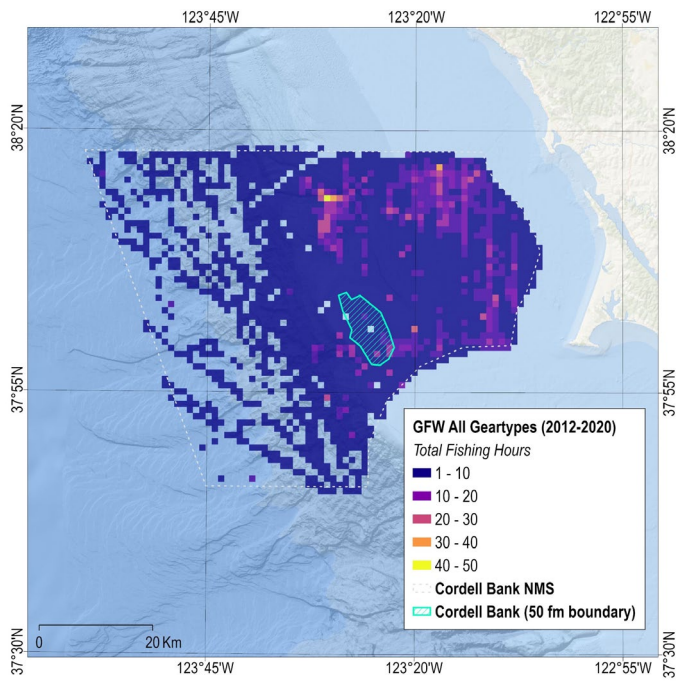 123°45'W 123°20'W 122°55'W
38°20'N 38°20'N
37°55'N 37°55'N
GFW All Geartypes (2012-2020)
Total Fishing Hours
1 - 10
10 - 20
20 - 30
30 - 40
40 - 50
Cordell Bank NMS
Cordell Bank (50 fm boundary)
0 20 Km
37°30'N 37°30'N
123°45'W 123°20'W 122°55'W